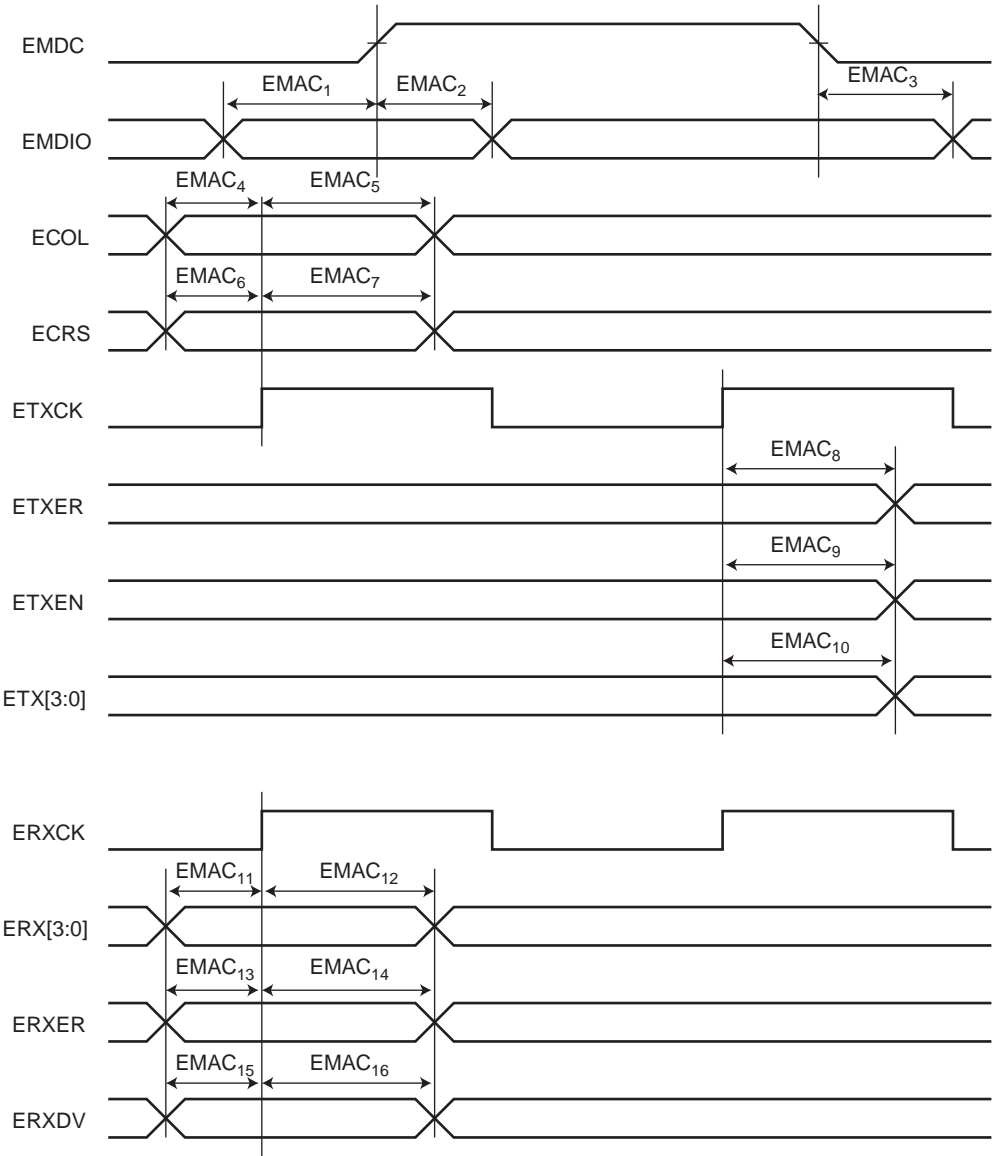 EMDC
EMAC1 EMAC2 EMAC3
EMDIO
EMAC4 EMAC5
ECOL
EMAC6 EMAC7
ECRS
ETXCK
EMAC8
ETXER
EMAC9
ETXEN
EMAC10
ETX[3:0]
ERXCK
EMAC11 EMAC12
ERX[3:0]
EMAC13 EMAC14
ERXER
EMAC15 EMAC16
ERXDV